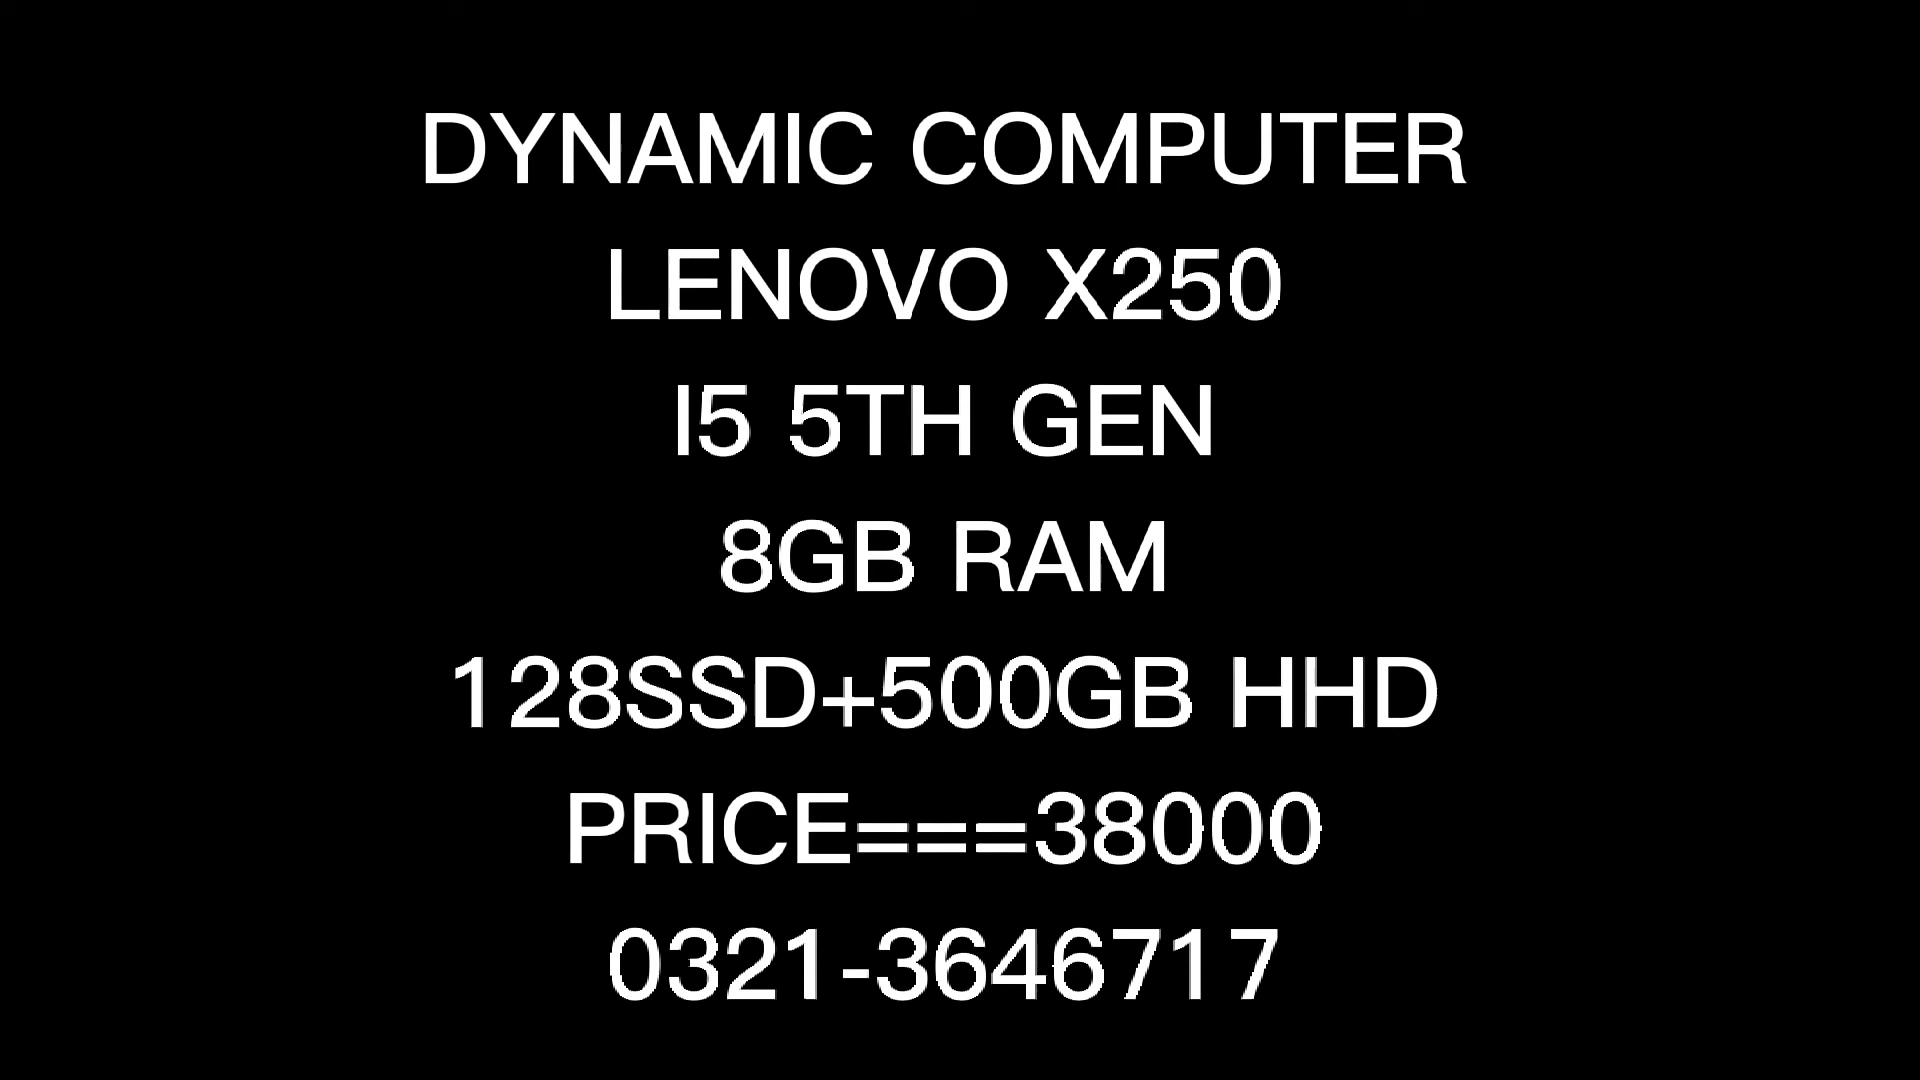 DYNAMIC COMPUTER
LENOVO X250
I5 5TH GEN
8GB RAM
128SSD+500GB HHD
PRICE===38000
0321-3646717